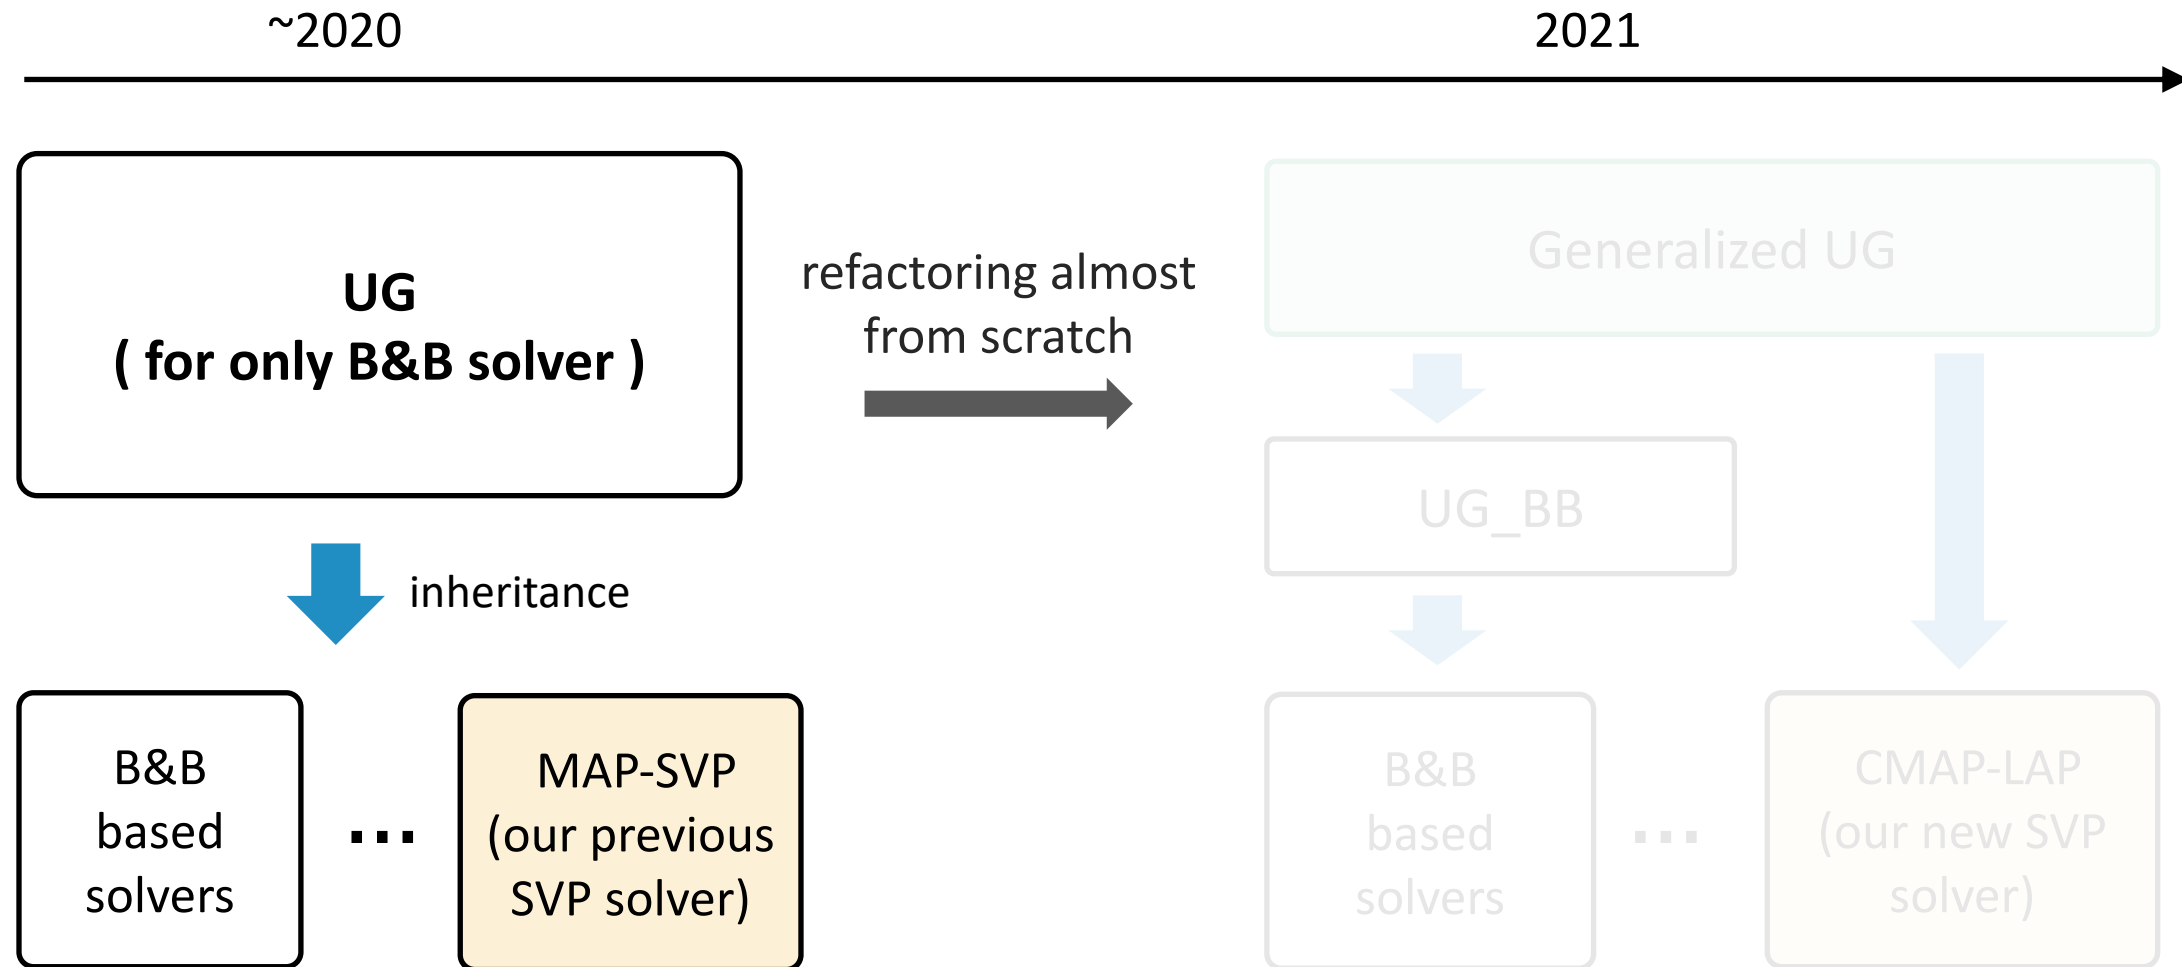 ~2020
2021
UG
( for only B&B solver )
refactoring almost
from scratch
Generalized UG
UG_BB
inheritance
B&B
based
solvers
...
MAP-SVP
(our previous
SVP solver)
B&B
based
solvers
...
CMAP-LAP
(our new SVP
solver)